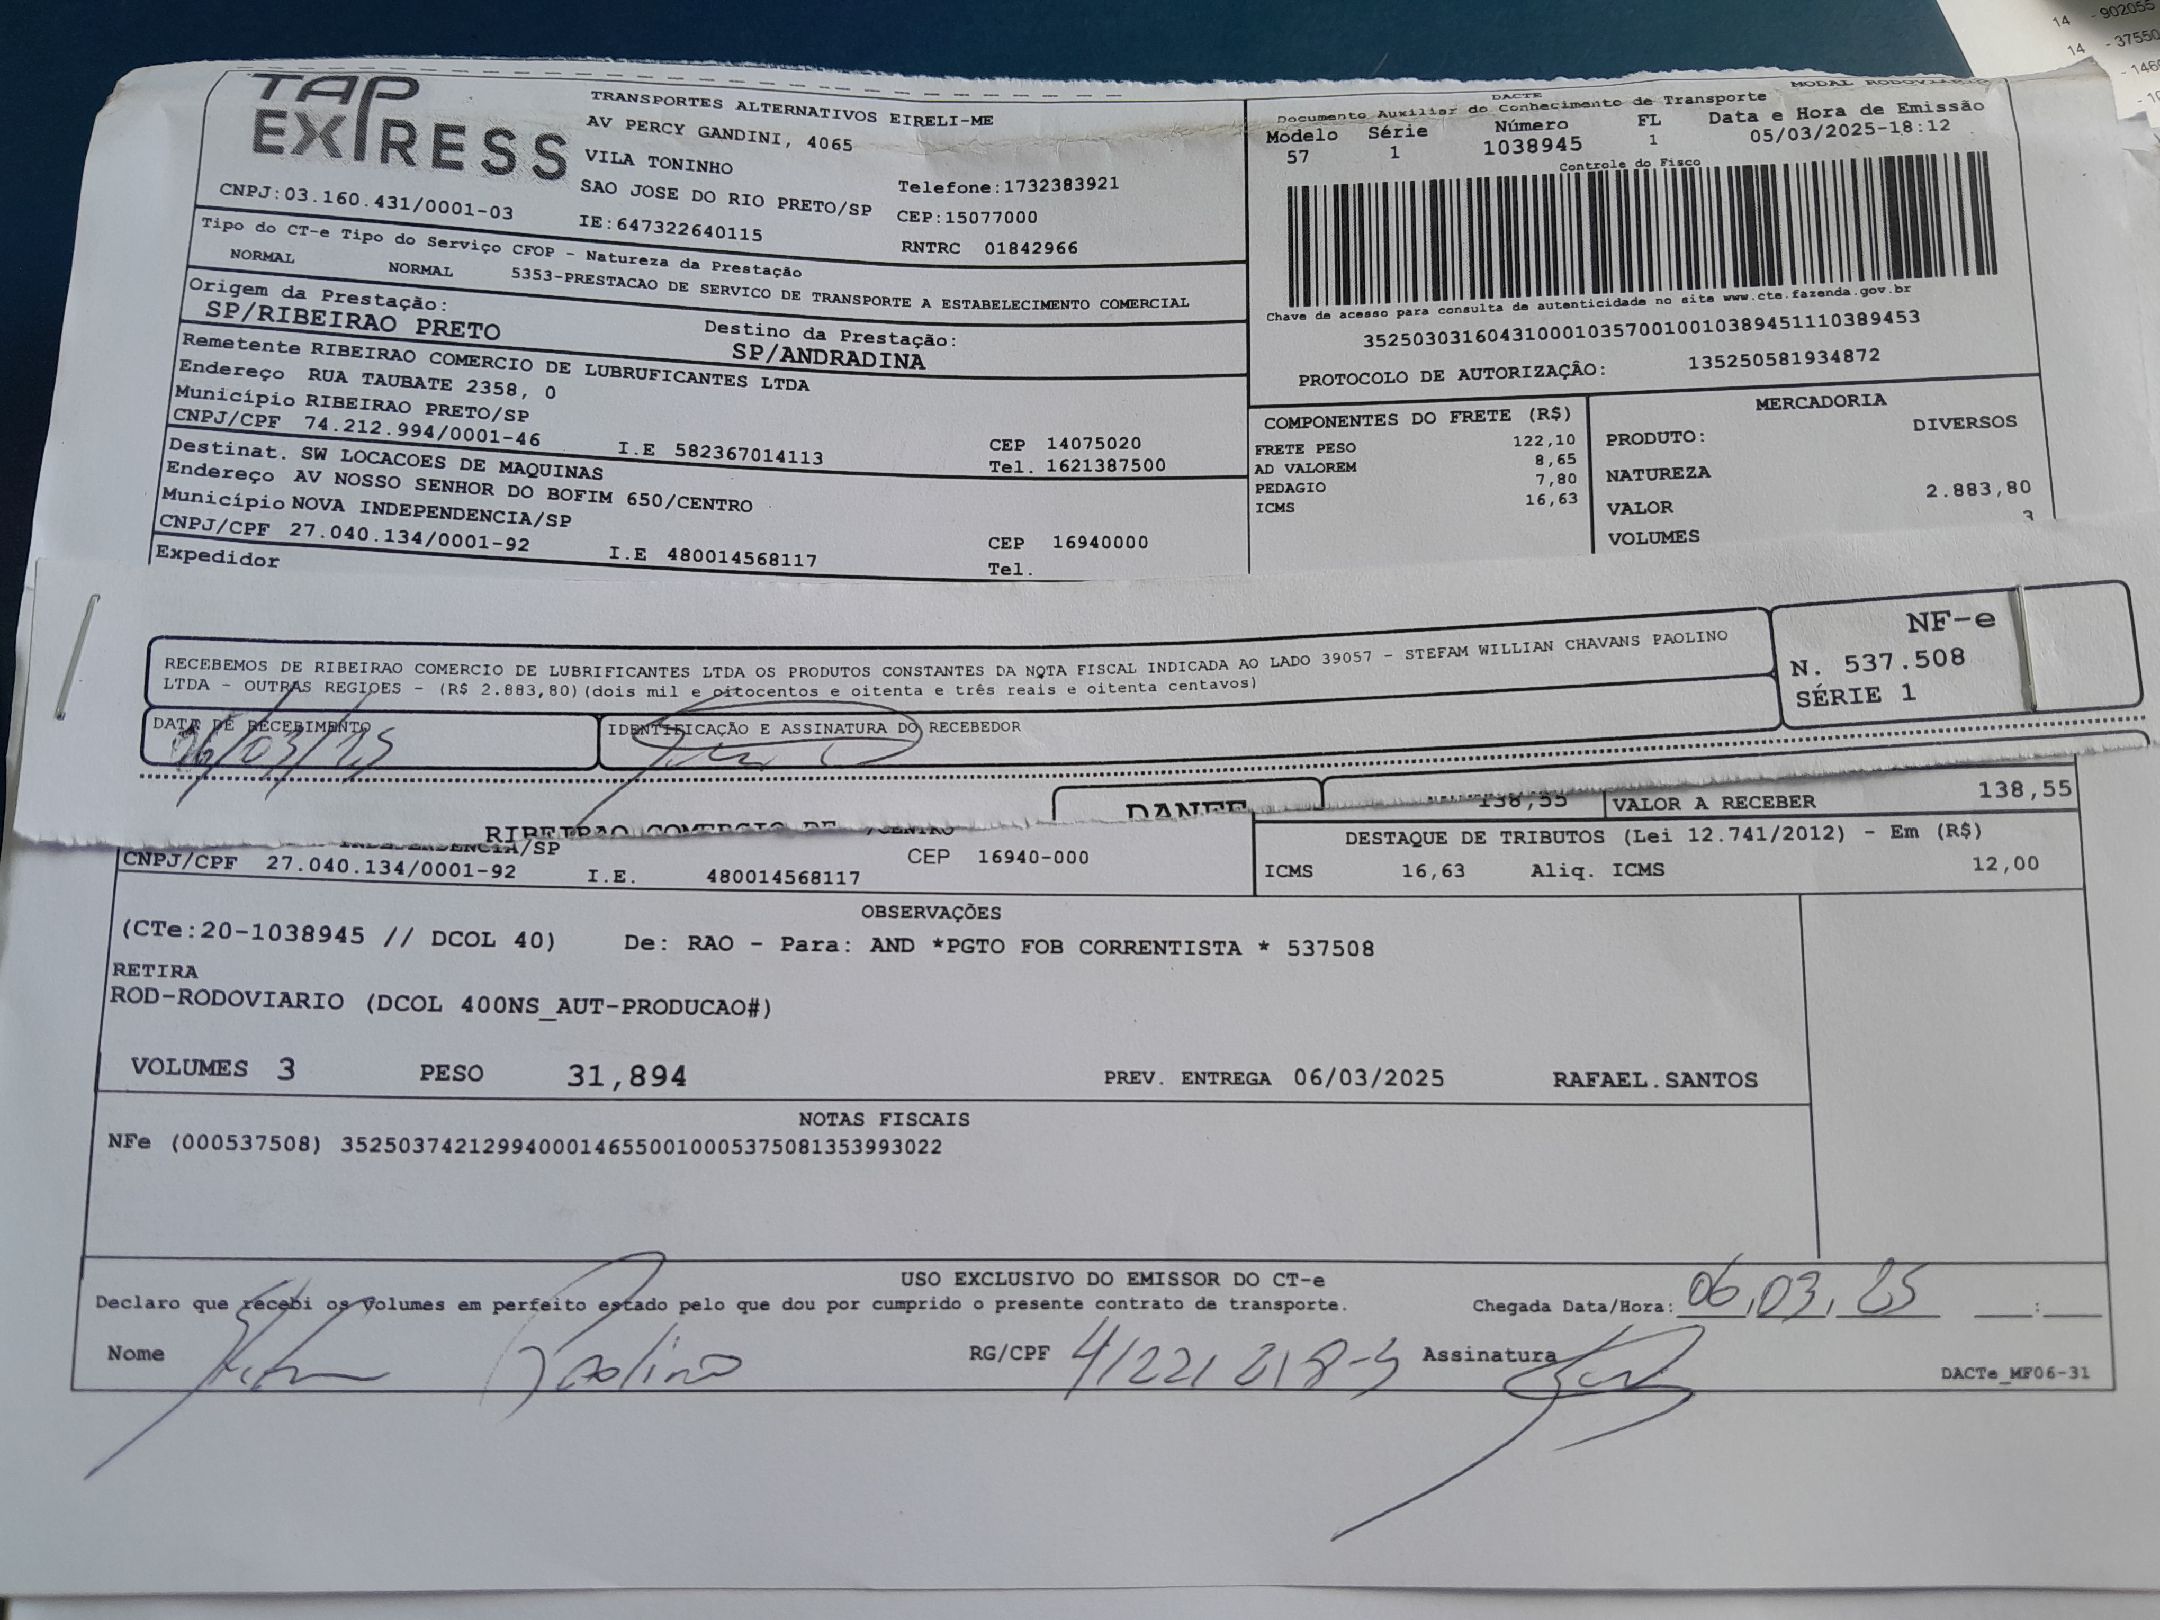 TAP EXPRESS
TRANSPORTES ALTERNATIVOS EIRELI-ME
AV PERCY GANDINI, 4065
VILA TONINHO
SAO JOSE DO RIO PRETO/SP
Telefone:1732383921
CEP:15077000
CNPJ:03.160.431/0001-03
IE:647322640115
RNTRC 01842966
Tipo do CT-e Tipo do Serviço CFOP - Natureza da Prestação
NORMAL NORMAL 5353-PRESTACAO DE SERVICO DE TRANSPORTE A ESTABELECIMENTO COMERCIAL
Origem da Prestação:
SP/RIBEIRAO PRETO
Destino da Prestação:
SP/ANDRADINA
Remetente RIBEIRAO COMERCIO DE LUBRUFICANTES LTDA
Endereço RUA TAUBATE 2358, 0
Município RIBEIRAO PRETO/SP
CEP 14075020
CNPJ/CPF 74.212.994/0001-46 I.E 582367014113 Tel. 1621387500
Destinat. SW LOCACOES DE MAQUINAS
Endereço AV NOSSO SENHOR DO BOFIM 650/CENTRO
Município NOVA INDEPENDENCIA/SP
CEP 16940000
CNPJ/CPF 27.040.134/0001-92 I.E 480014568117 Tel.
Expedidor
MODAL RODOVIARIO
DACTE
Documento Auxiliar do Conhecimento de Transporte
Modelo Série Número FL Data e Hora de Emissão
57 1 1038945 1 05/03/2025-18:12
Controle do Fisco
Chave de acesso para consulta de autenticidade no site www.cte.fazenda.gov.br
35250303160431000103570010010389451110389453
PROTOCOLO DE AUTORIZAÇÂO: 135250581934872
COMPONENTES DO FRETE (R$)
FRETE PESO 122,10
AD VALOREM 8,65
PEDAGIO 7,80
ICMS 16,63
MERCADORIA
PRODUTO: DIVERSOS
NATUREZA
VALOR 2.883,80
VOLUMES 3
RECEBEMOS DE RIBEIRAO COMERCIO DE LUBRIFICANTES LTDA OS PRODUTOS CONSTANTES DA NOTA FISCAL INDICADA AO LADO 39057 - STEFAM WILLIAN CHAVANS PAOLINO
LTDA - OUTRAS REGIOES - (R$ 2.883,80)(dois mil e oitocentos e oitenta e três reais e oitenta centavos)
NF-e
N. 537.508
SÉRIE 1
DATA DE RECEBIMENTO
06/03/25
IDENTIFICAÇÃO E ASSINATURA DO RECEBEDOR
DANFE
RIBEIRAO COMERCIO DE
138,55 VALOR A RECEBER 138,55
/SP
CNPJ/CPF 27.040.134/0001-92 I.E. 480014568117 CEP 16940-000
DESTAQUE DE TRIBUTOS (Lei 12.741/2012) - Em (R$)
ICMS 16,63 Aliq. ICMS 12,00
OBSERVAÇÕES
(CTe:20-1038945 // DCOL 40) De: RAO - Para: AND *PGTO FOB CORRENTISTA * 537508
RETIRA
ROD-RODOVIARIO (DCOL 400NS_AUT-PRODUCAO#)
VOLUMES 3 PESO 31,894 PREV. ENTREGA 06/03/2025 RAFAEL.SANTOS
NOTAS FISCAIS
NFe (000537508) 35250374212994000146550010005375081353993022
USO EXCLUSIVO DO EMISSOR DO CT-e
Declaro que recebi os volumes em perfeito estado pelo que dou por cumprido o presente contrato de transporte. Chegada Data/Hora: 06,03,25 :
Nome Paolino RG/CPF 41221218-5 Assinatura
DACTe_MF06-31
14 -902055
14 -37550